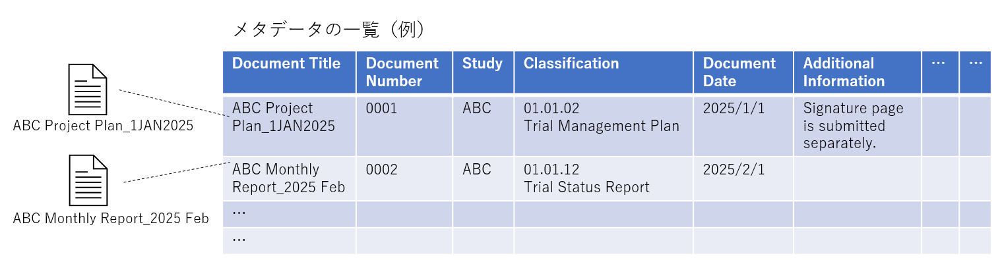 メタデータの一覧（例）
Document Title
Document
Number
Study
Classification
Document
Date
Additional
Information
…
…
ABC Project
Plan_1JAN2025
0001
ABC
01.01.02
Trial Management Plan
2025/1/1
Signature page
is submitted
separately.
ABC Monthly
Report_2025 Feb
0002
ABC
01.01.12
Trial Status Report
2025/2/1
…
…
ABC Project Plan_1JAN2025
ABC Monthly Report_2025 Feb